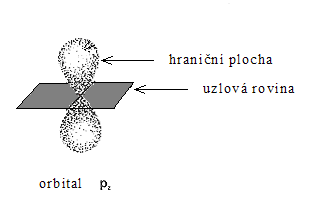 hraniční plocha
uzlová rovina
orbital pz